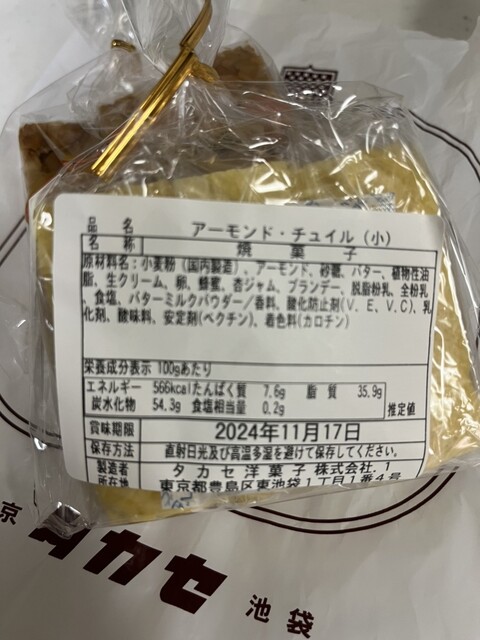 品名 アーモンド・チュイル(小)
名称 焼菓子
原材料名:小麦粉(国内製造)、アーモンド、砂糖、バター、植物性油
脂、生クリーム、卵、蜂蜜、杏ジャム、ブランデー、脱脂粉乳、全粉乳
、食塩、バターミルクパウダー/香料、酸化防止剤(V.E、V.C)、乳
化剤、酸味料、安定剤(ペクチン)、着色料(カロチン)
栄養成分表示 100gあたり
エネルギー 566kcal たんぱく質 7.6g 脂質 35.9g
炭水化物 54.3g 食塩相当量 0.2g 推定値
賞味期限 2024年11月17日
保存方法 直射日光及び高温多湿を避けて保存してください。
製造者 タカセ洋菓子株式会社.1
所在地 東京都豊島区東池袋1丁目1番4号
京
タカセ
池袋